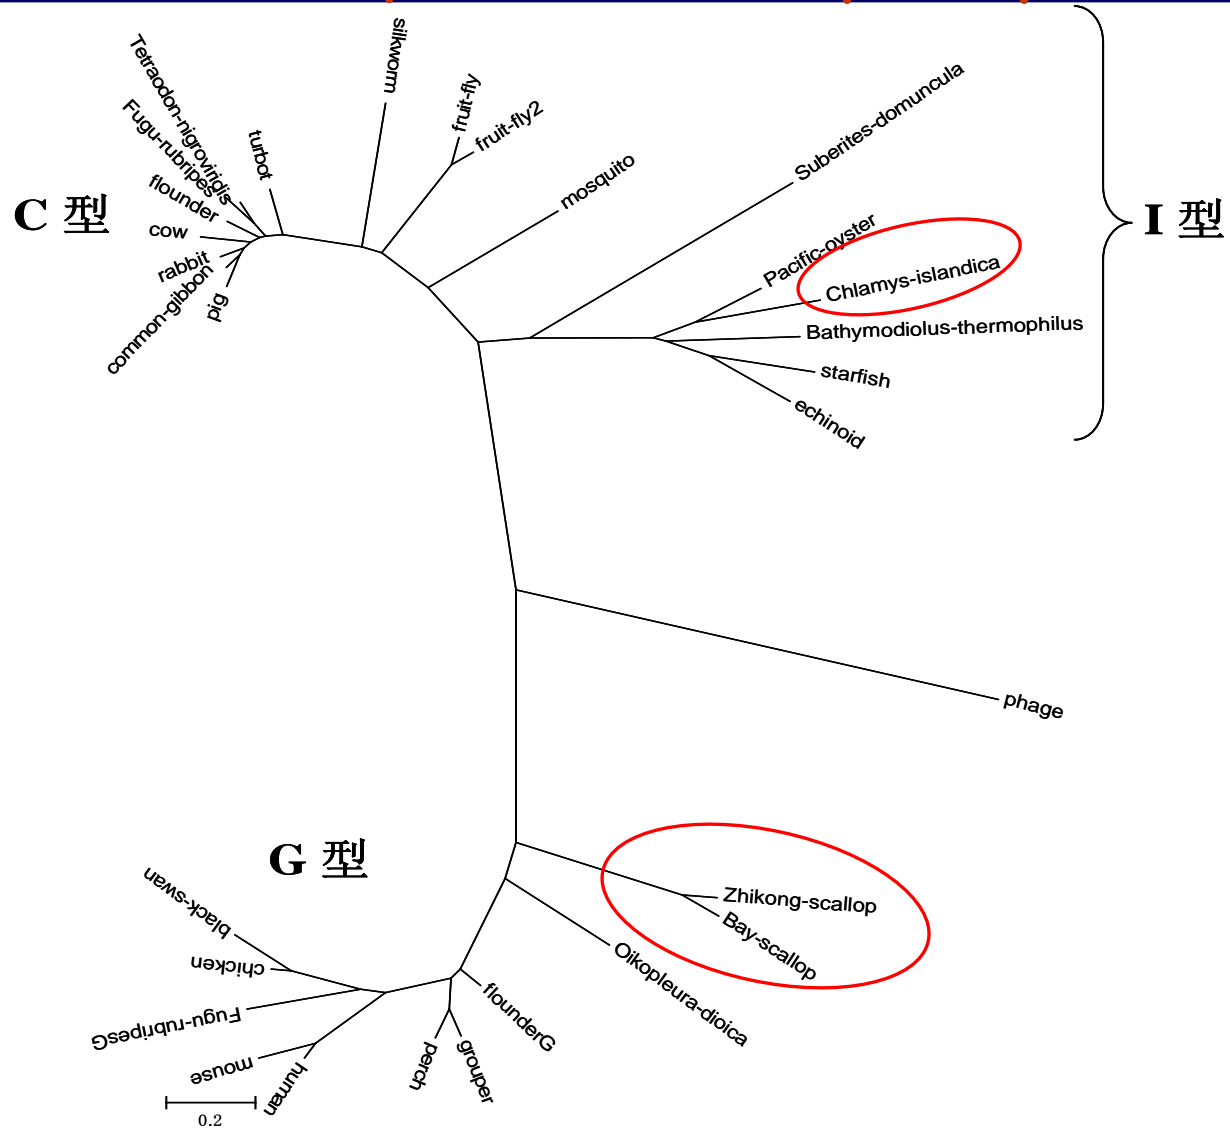 silkworm
Tetraodon-nigroviridis
fruit-fly
Suberites-domuncula
Fugu-rubripes
fruit-fly2
turbot
mosquito
flounder
C 型
I 型
cow
Pacific-oyster
rabbit
Chlamys-islandica
common-gibbon
pig
Bathymodiolus-thermophilus
starfish
echinoid
phage
G 型
black-swan
Zhikong-scallop
Bay-scallop
chicken
Oikopleura-dioica
Fugu-rubripesG
flounderG
mouse
human
perch
grouper
0.2